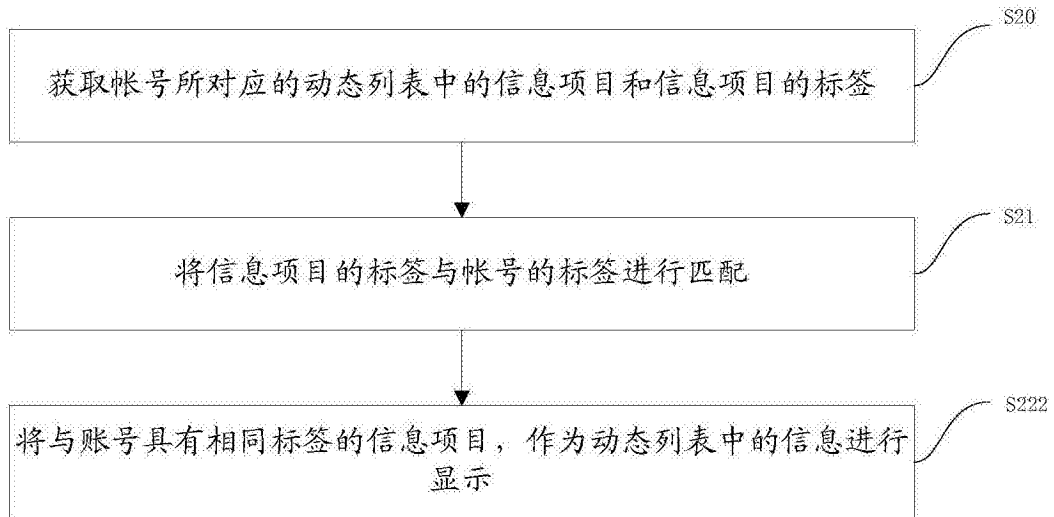 S20
获取帐号所对应的动态列表中的信息项目和信息项目的标签
S21
将信息项目的标签与帐号的标签进行匹配
S222
将与账号具有相同标签的信息项目，作为动态列表中的信息进行
显示